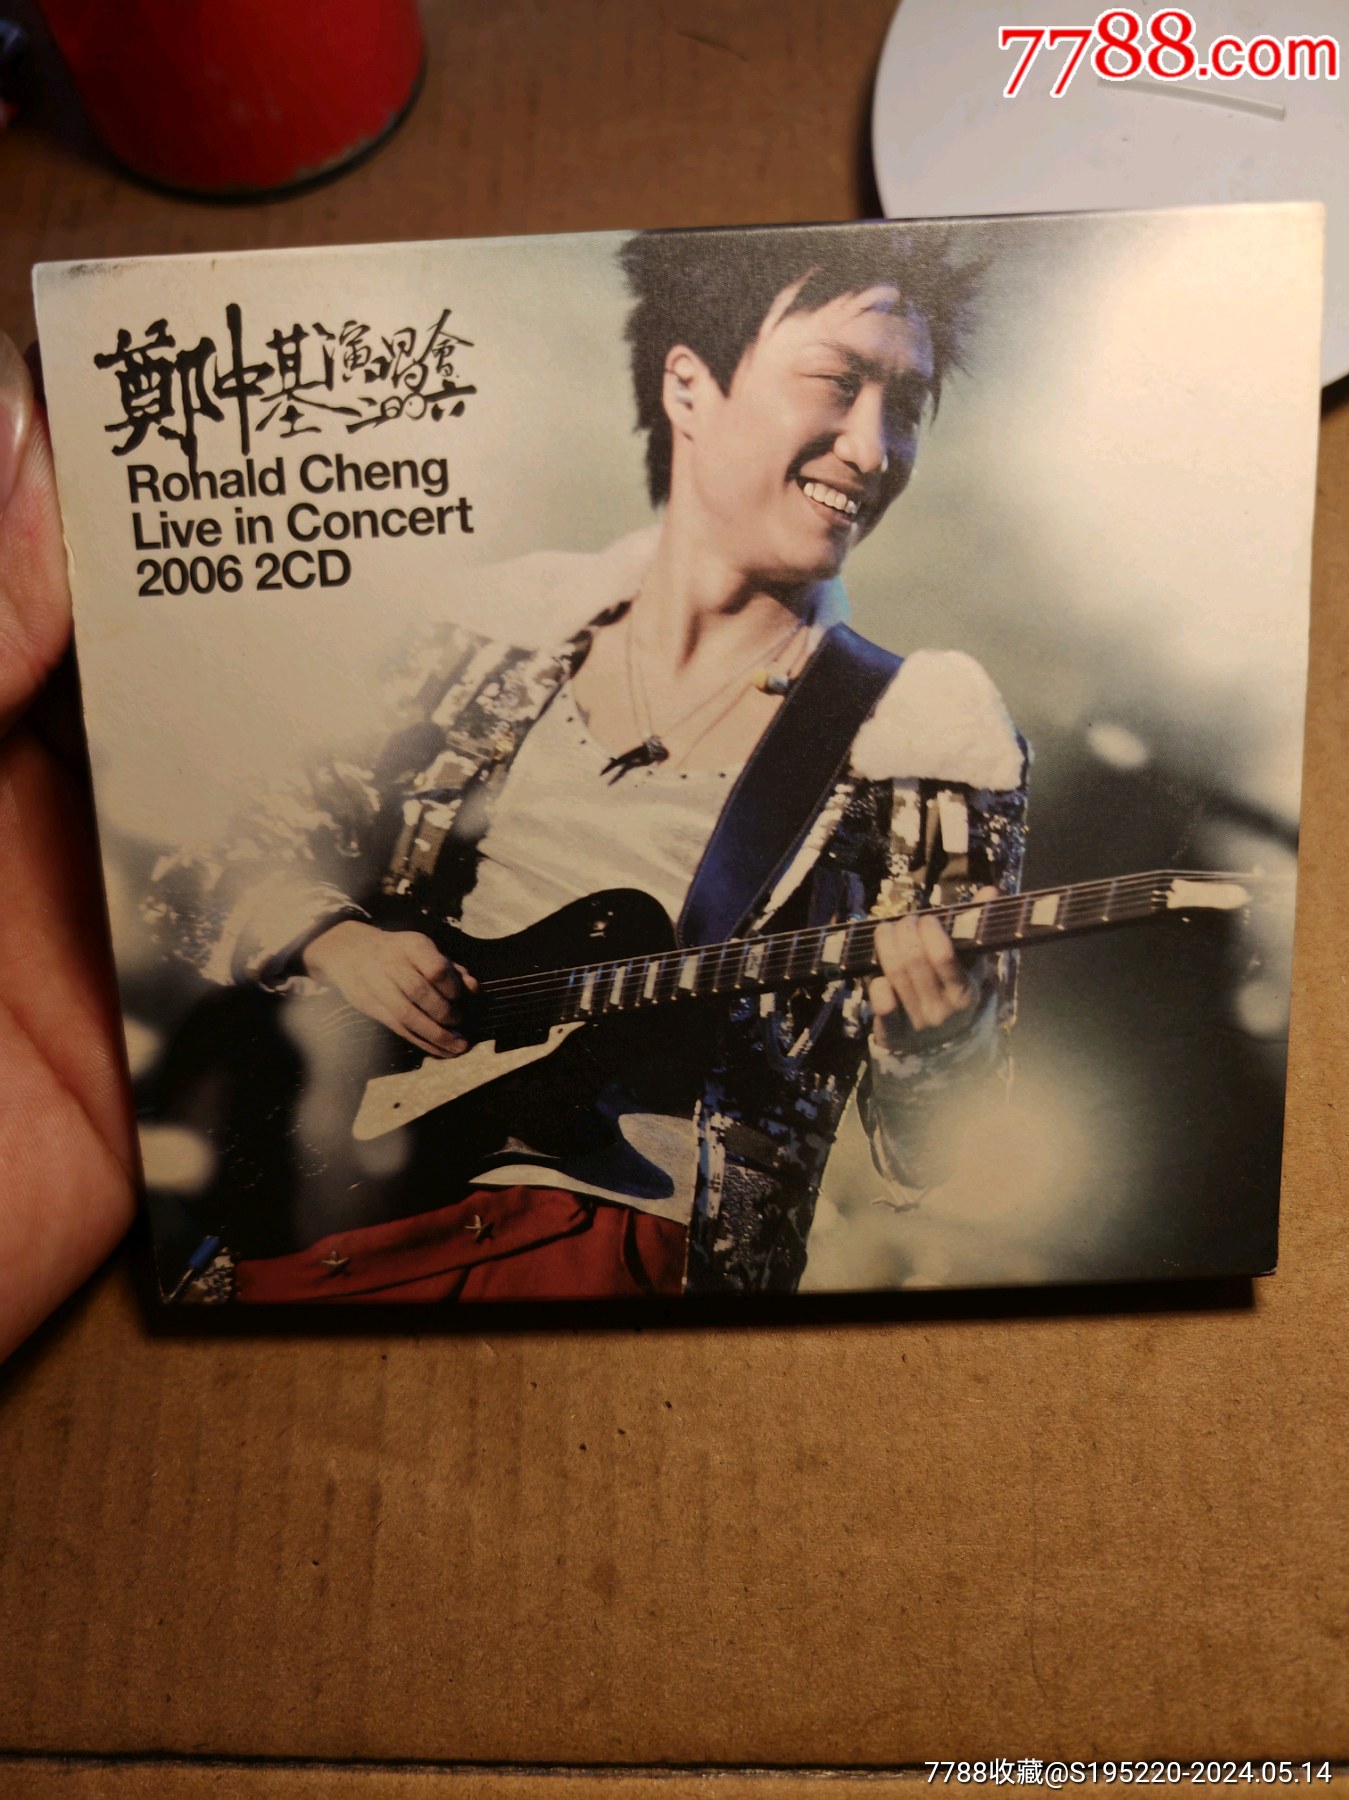 7788.com
鄭中基演唱會
二〇〇六
Ronald Cheng
Live in Concert
2006 2CD
7788收藏@S195220-2024.05.14